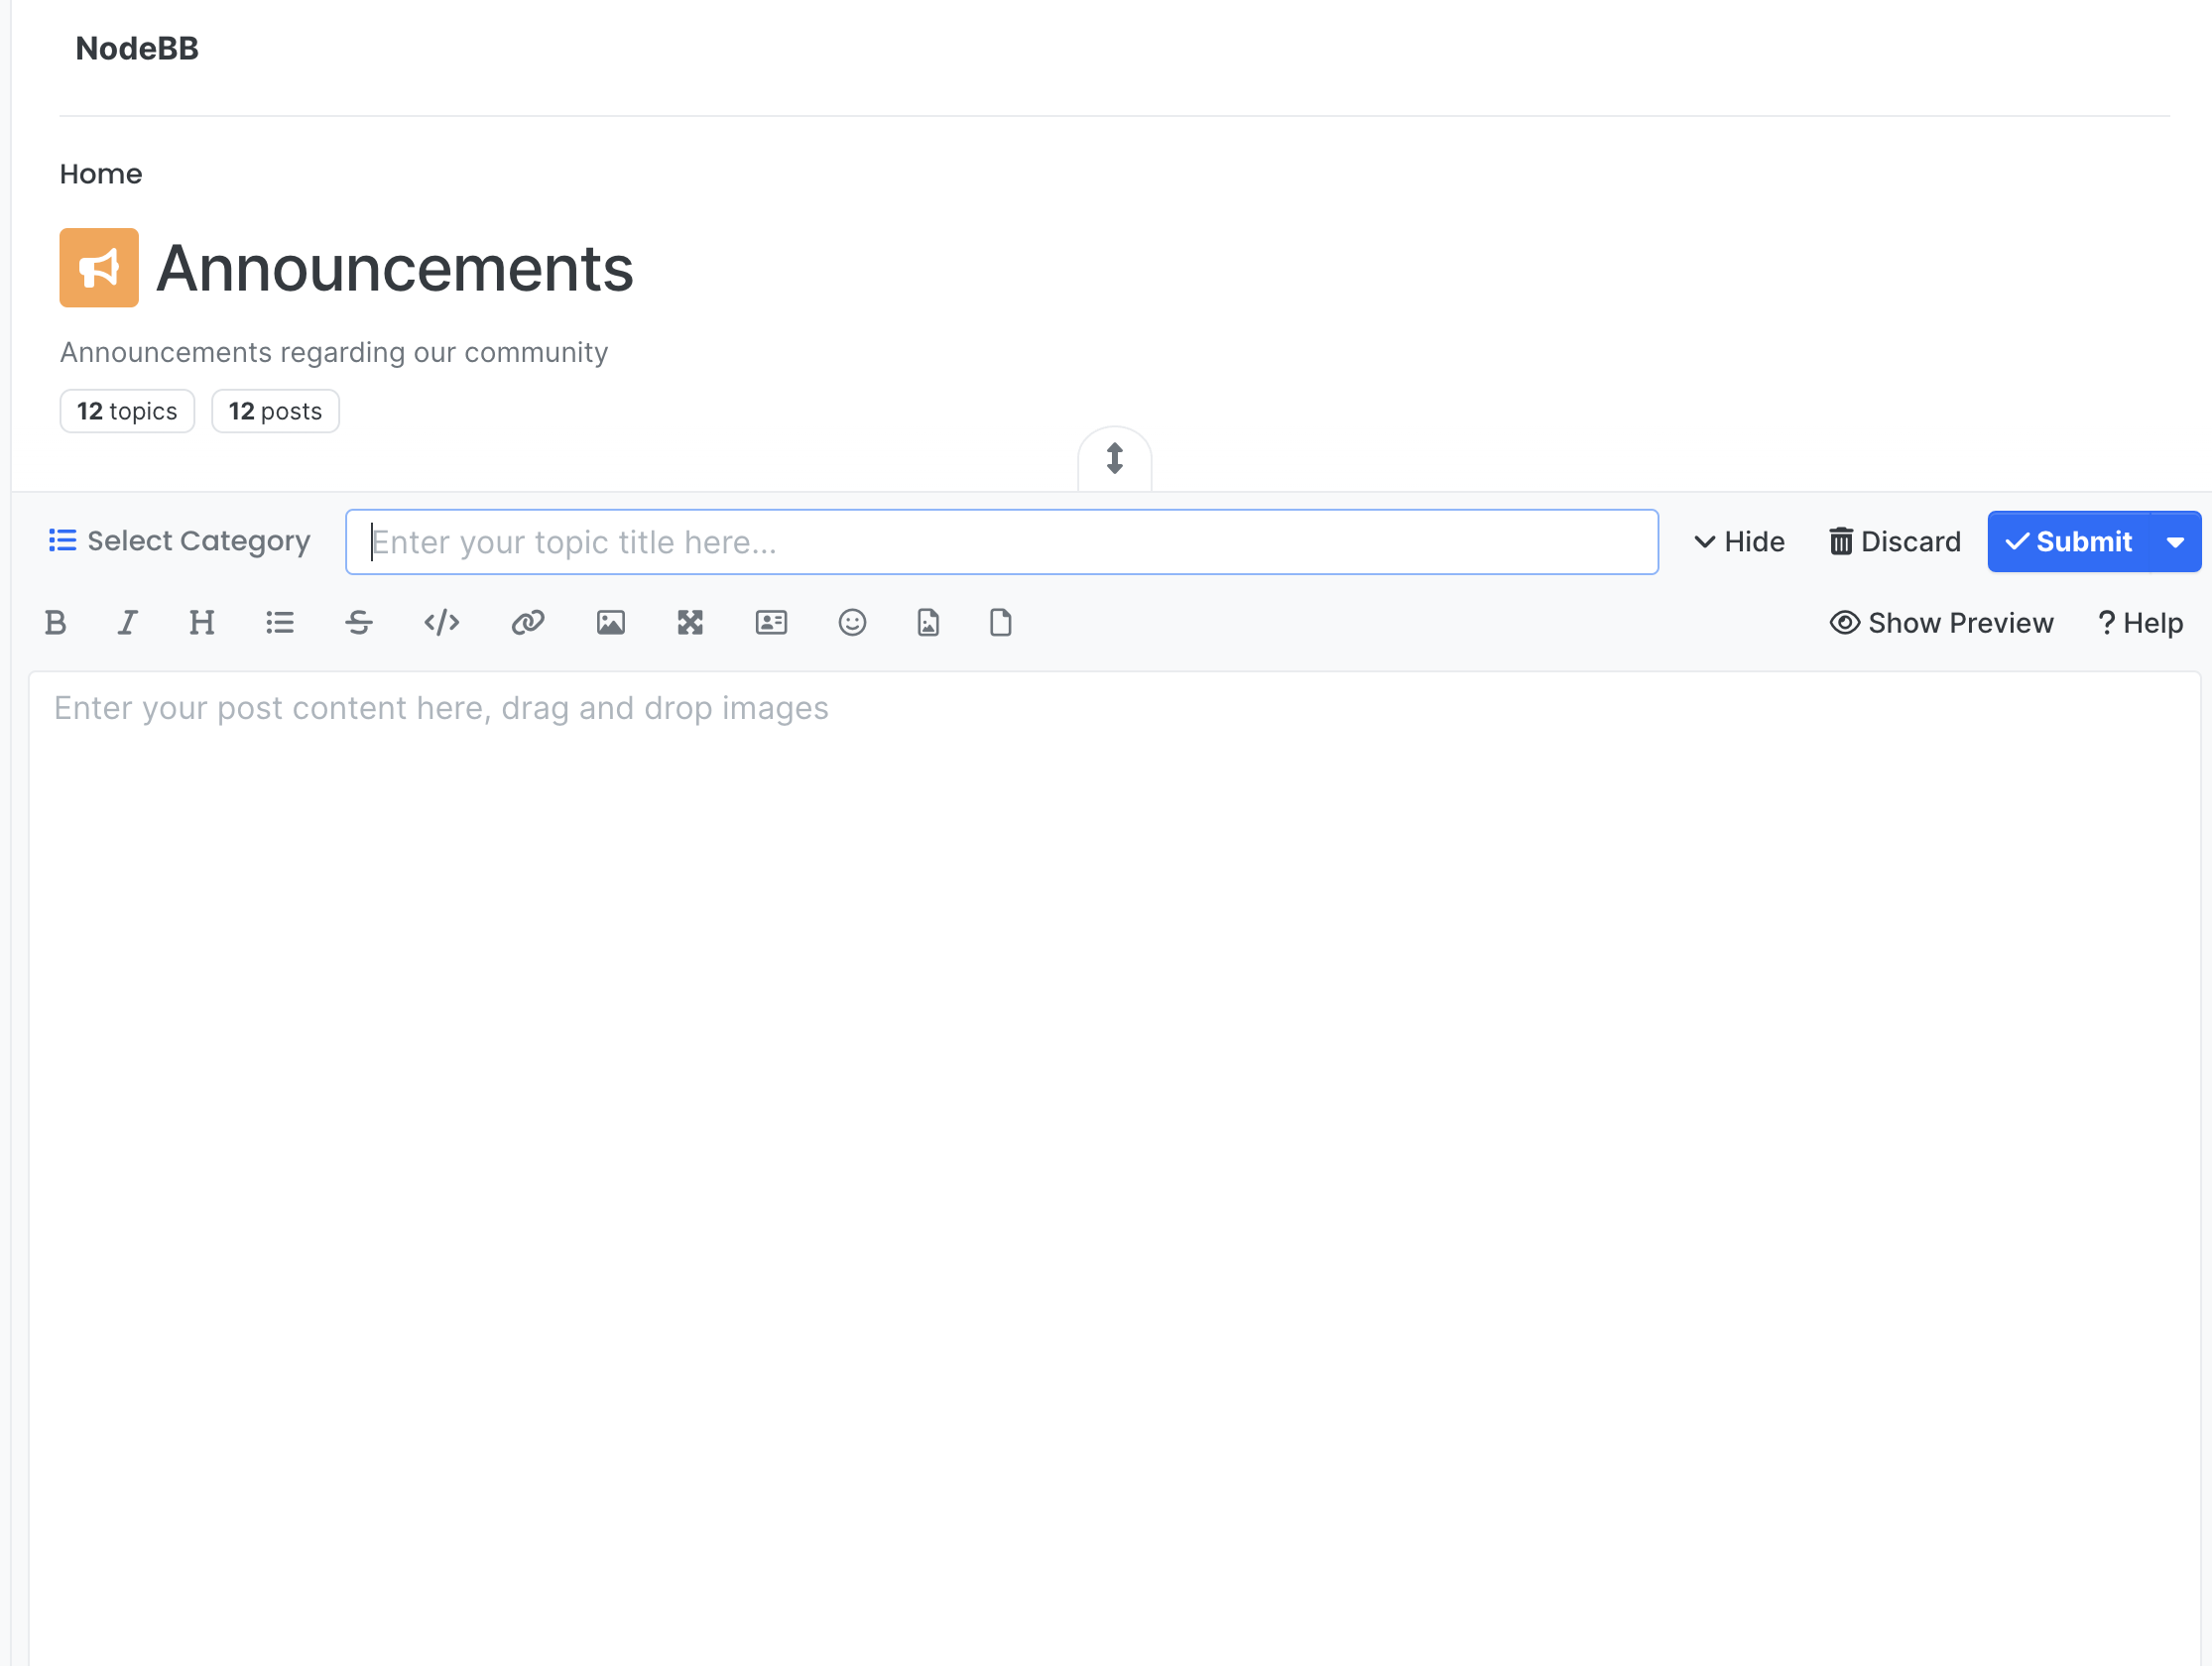 NodeBB
Home
Announcements
Announcements regarding our community
12 topics 12 posts
Select Category Enter your topic title here... Hide Discard Submit
Show Preview ? Help
Enter your post content here, drag and drop images